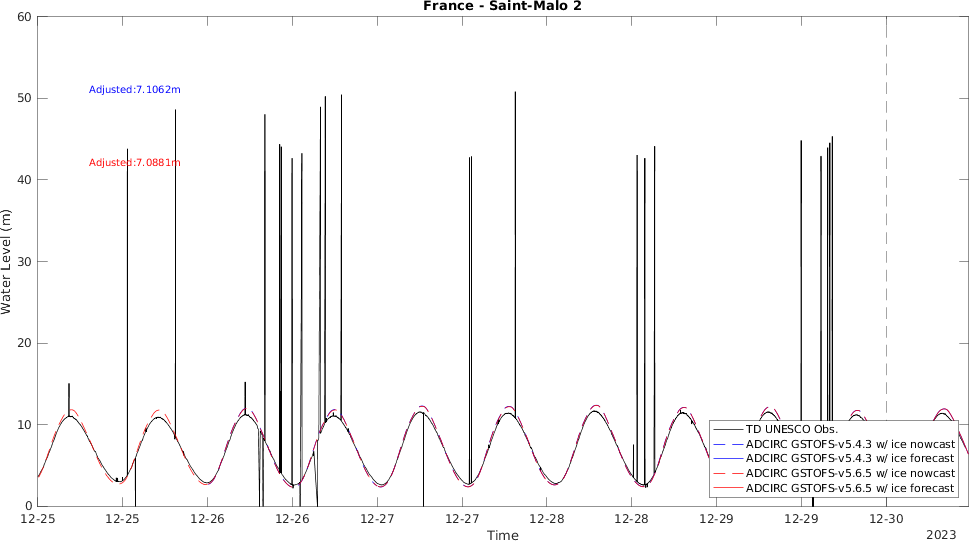 France - Saint-Malo 2
60
50
40
30
20
10
0
Water Level (m)
Adjusted:7.1062m
Adjusted:7.0881m
TD UNESCO Obs.
ADCIRC GSTOFS-v5.4.3 w/ ice nowcast
ADCIRC GSTOFS-v5.4.3 w/ ice forecast
ADCIRC GSTOFS-v5.6.5 w/ ice nowcast
ADCIRC GSTOFS-v5.6.5 w/ ice forecast
12-25 12-25 12-26 12-26 12-27 12-27 12-28 12-28 12-29 12-29 12-30
Time
2023